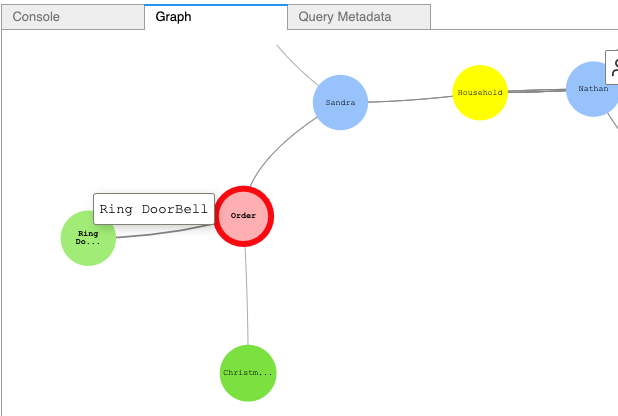 Console
Graph
Query Metadata
Sandra
Household
Nathan
Ring DoorBell
Order
Ring
Do...
Christm...